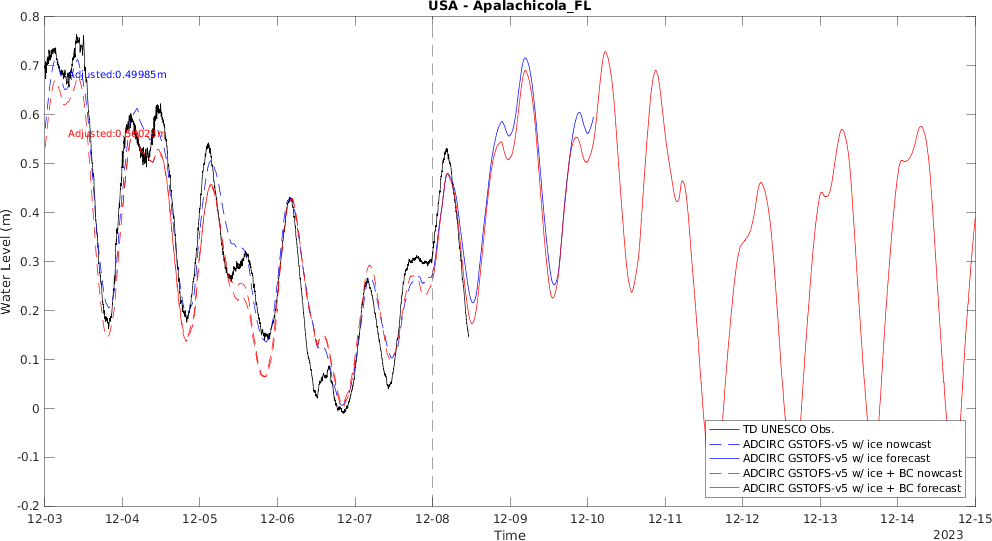 USA - Apalachicola_FL
0.8
0.7
0.6
0.5
0.4
0.3
0.2
0.1
0
-0.1
-0.2
Water Level (m)
Adjusted:0.49985m
12-03
12-04
12-05
12-06
12-07
12-08
12-09
12-10
12-11
12-12
12-13
12-14
12-15
Time
2023
TD UNESCO Obs.
ADCIRC GSTOFS-v5 w/ ice nowcast
ADCIRC GSTOFS-v5 w/ ice forecast
ADCIRC GSTOFS-v5 w/ ice + BC nowcast
ADCIRC GSTOFS-v5 w/ ice + BC forecast